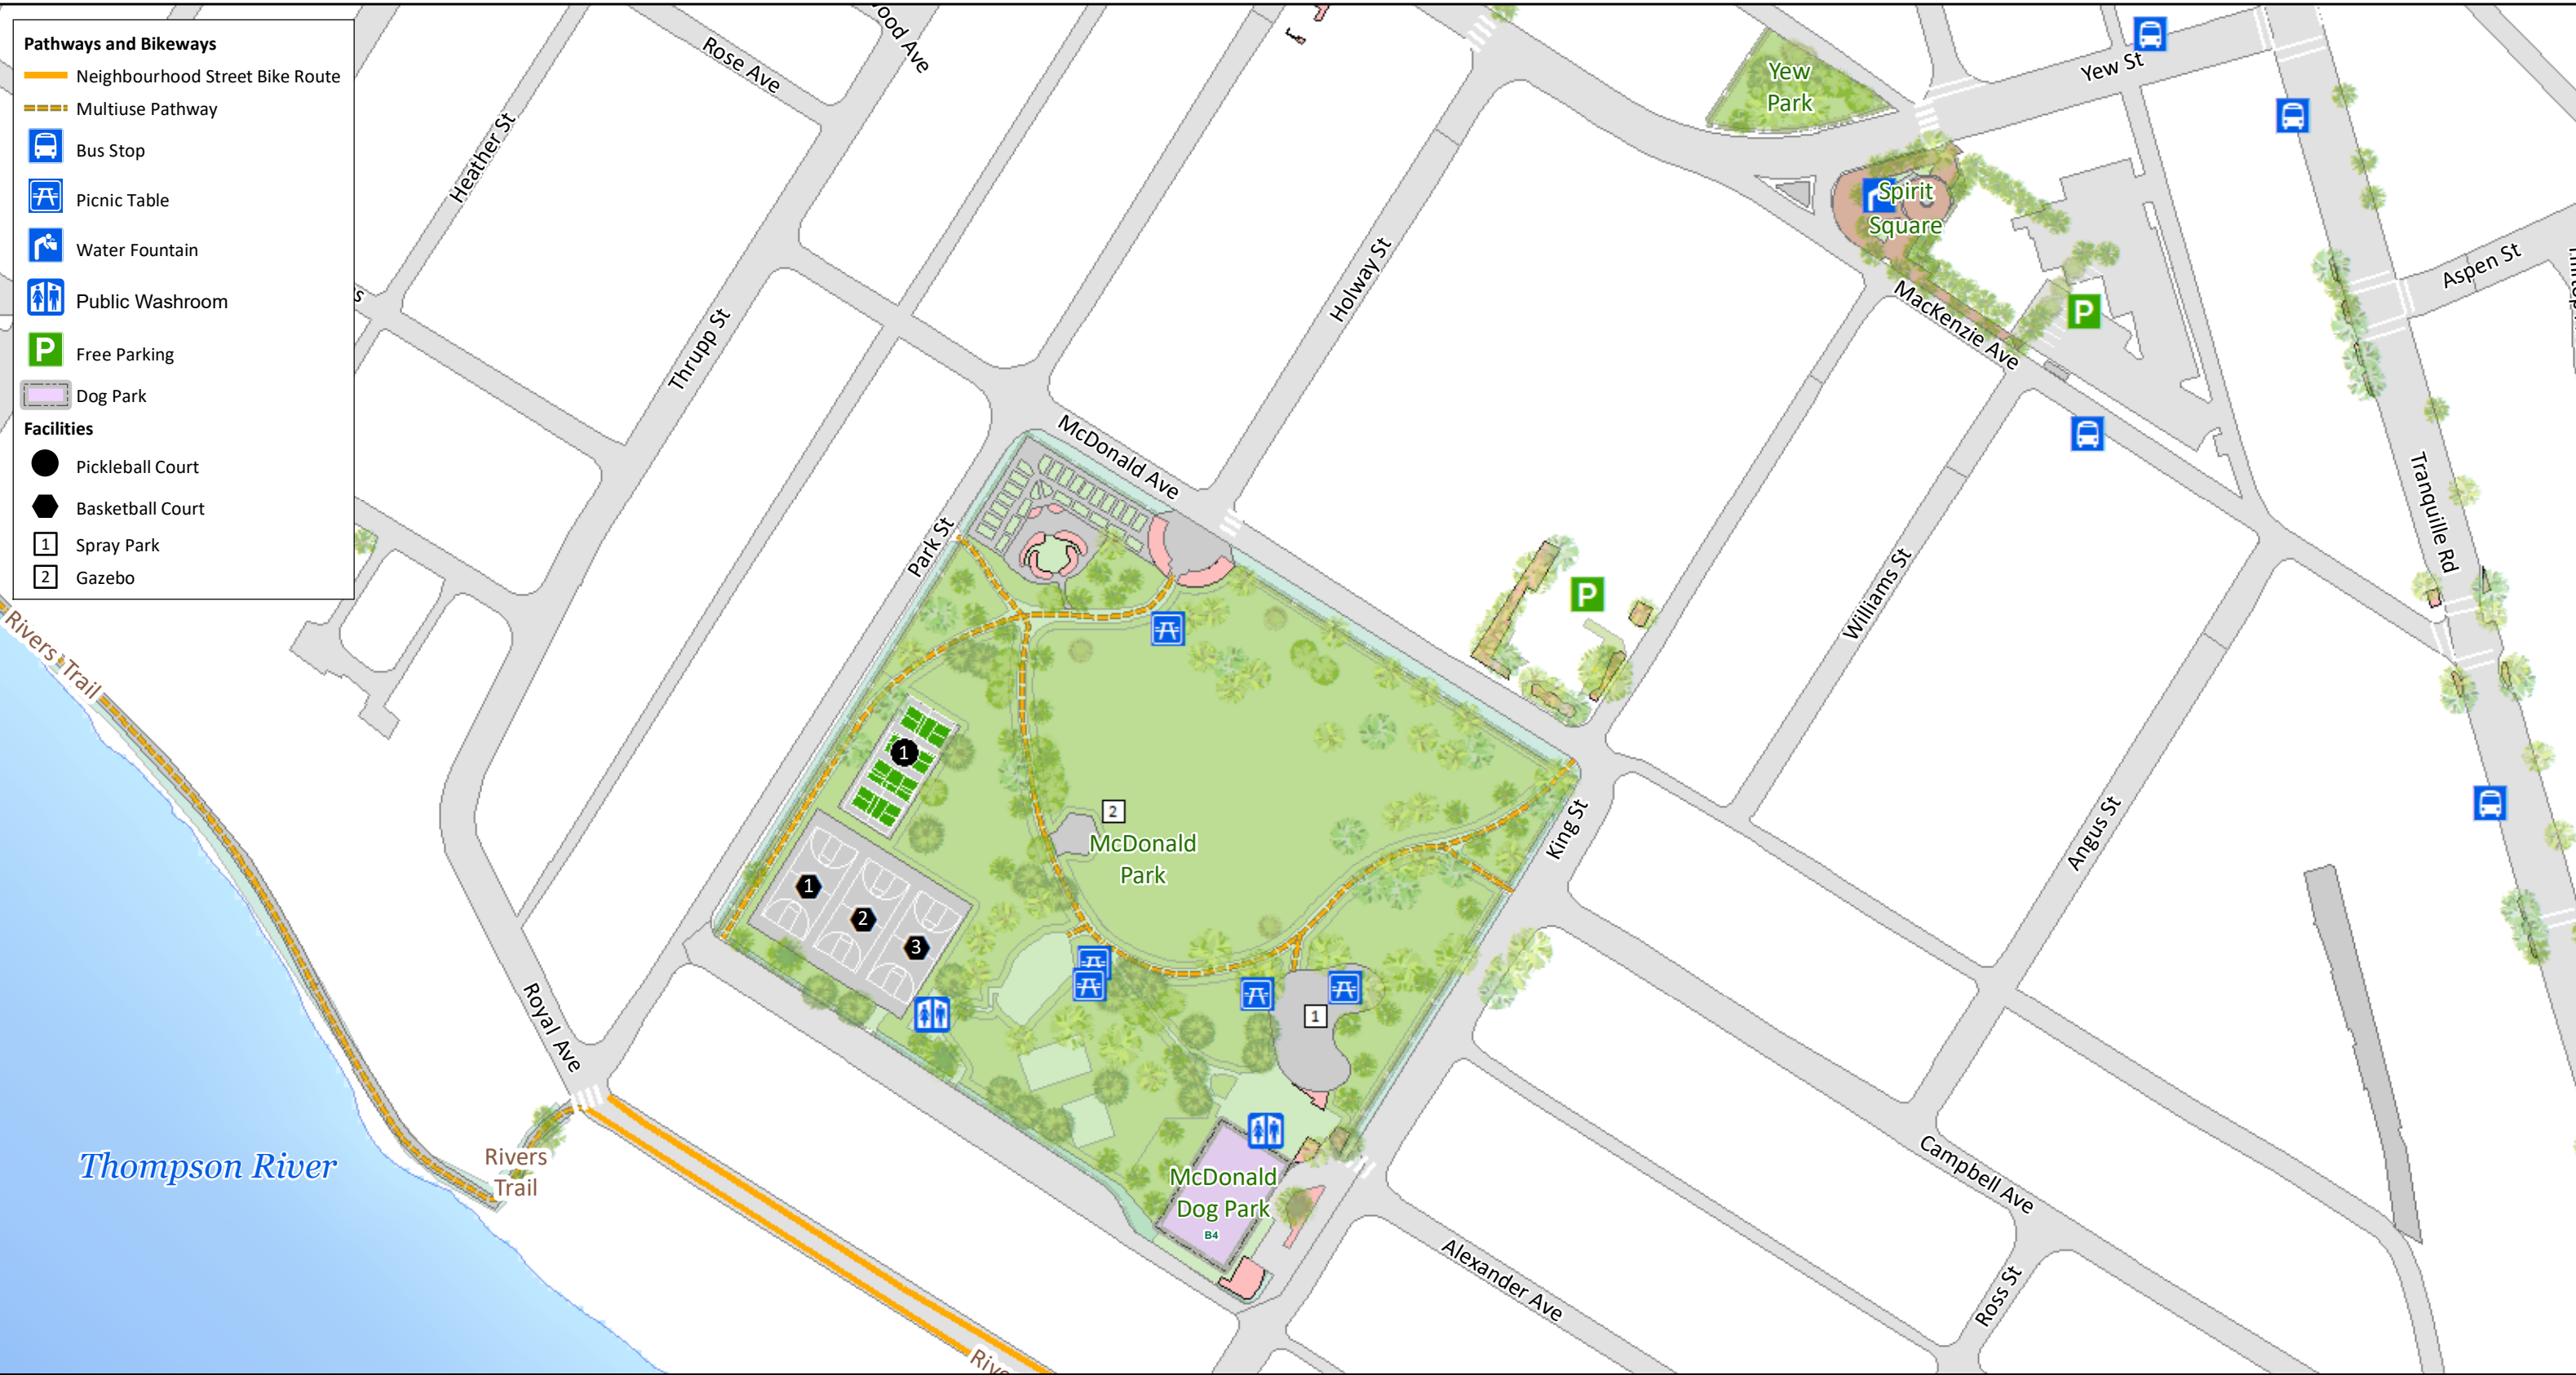 Pathways and Bikeways
Neighbourhood Street Bike Route
Multiuse Pathway
Bus Stop
Picnic Table
Water Fountain
Public Washroom
P
Free Parking
Dog Park
Facilities
Pickleball Court
Basketball Court
1
Spray Park
2
Gazebo
Rose Ave
Ave
Heather St
Thrupp St
Holway St
Yew
Park
Yew St
Spirit
Square
MacKenzie Ave
P
Aspen St
Tranquille Rd
McDonald Ave
Park St
P
Williams St
King St
Angus St
1
2
McDonald
Park
1
2
3
1
Rivers Trail
Royal Ave
Rivers
Trail
Thompson River
McDonald
Dog Park
B4
Campbell Ave
Alexander Ave
Ross St